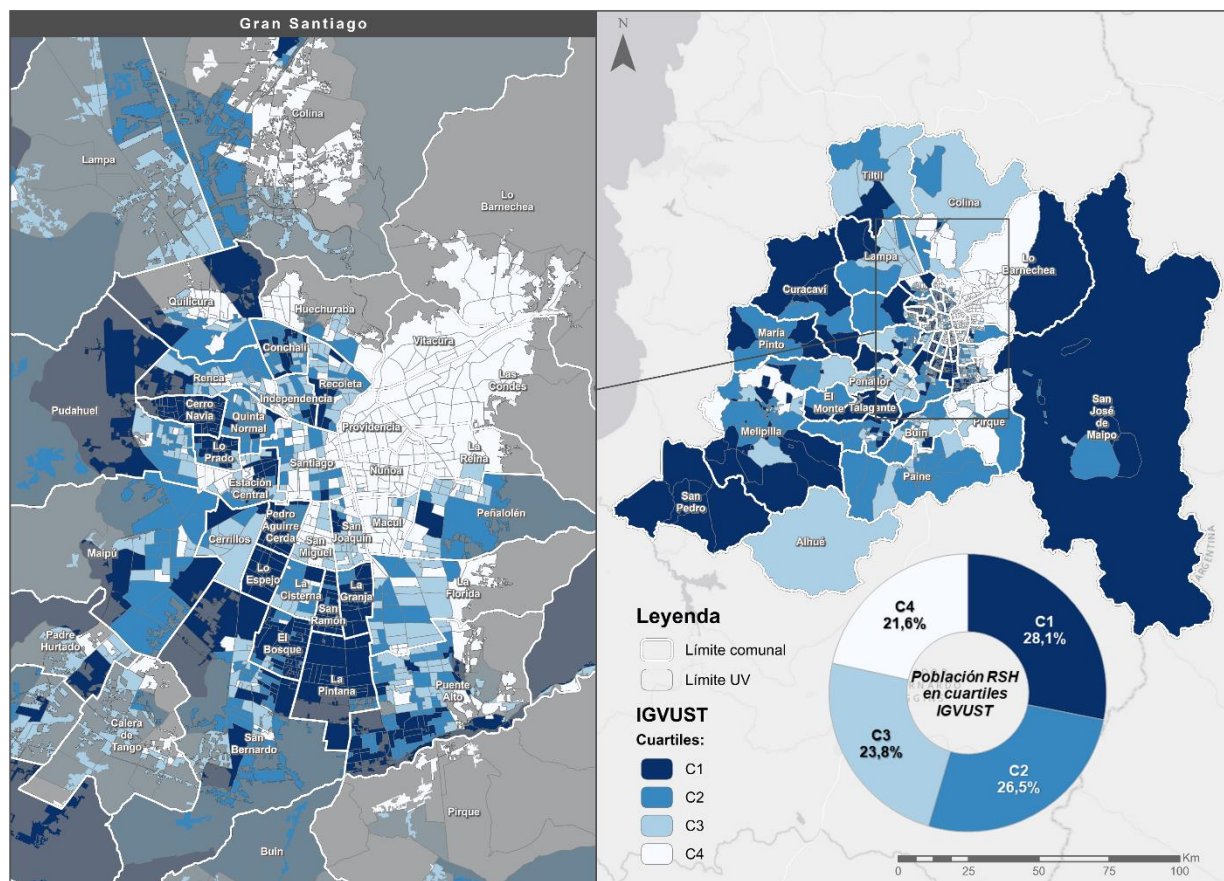 Gran Santiago
Colina
Lampa
Lo
Barnechea
Quilicura
Huechuraba
Vitacura
Conchalí
Las
Condes
Renca
Recoleta
Independencia
Pudahuel
Cerro
Navia
Quinta
Normal
Providencia
Lo
Prado
La
Reina
Santiago
Ñuñoa
Estación
Central
Pedro
Aguirre
Cerda
San
Joaquín
Macul
Peñalolén
Cerrillos
San
Miguel
Maipú
Lo
Espejo
La
Cisterna
La
Granja
La
Florida
San
Ramón
Padre
Hurtado
El
Bosque
La
Pintana
Puente
Alto
Calera
de
Tango
San
Bernardo
Pirque
Buin
N
Tiltil
Colina
Lampa
Lo
Barnechea
Curacaví
María
Pinto
Peñaflor
El
Monte
Talagante
San
José
de
Maipo
Melipilla
Buin
Pirque
Paine
San
Pedro
Alhué
ARGENTINA
Leyenda
Límite comunal
Límite UV
IGVUST
Cuartiles:
C1
C2
C3
C4
C4
21,6%
C1
28,1%
Población RSH
en cuartiles
IGVUST
C3
23,8%
C2
26,5%
Km
0 25 50 75 100